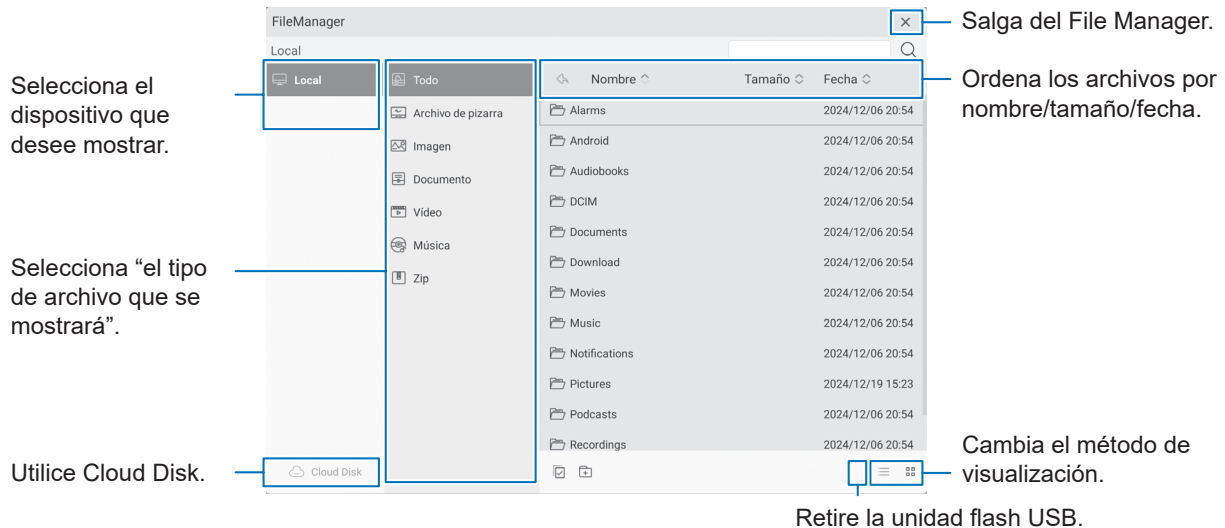 FileManager
Salga del File Manager.
Local
Selecciona el
dispositivo que
desee mostrar.
Local
Todo
Archivo de pizarra
Imagen
Documento
Vídeo
Música
Zip
Nombre Tamaño Fecha
Alarms 2024/12/06 20:54
Android 2024/12/06 20:54
Audiobooks 2024/12/06 20:54
DCIM 2024/12/06 20:54
Documents 2024/12/06 20:54
Download 2024/12/06 20:54
Movies 2024/12/06 20:54
Music 2024/12/06 20:54
Notifications 2024/12/06 20:54
Pictures 2024/12/19 15:23
Podcasts 2024/12/06 20:54
Recordings 2024/12/06 20:54
Ordena los archivos por
nombre/tamaño/fecha.
Selecciona “el tipo
de archivo que se
mostrará”.
Utilice Cloud Disk.
Cloud Disk
Cambia el método de
visualización.
Retire la unidad flash USB.